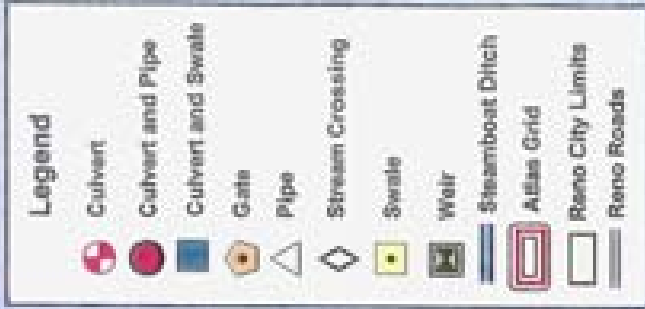 Legend
Culvert
Culvert and Pipe
Culvert and Swale
Gate
Pipe
Stream Crossing
Swale
Weir
Steamboat Ditch
Atlas Grid
Reno City Limits
Reno Roads